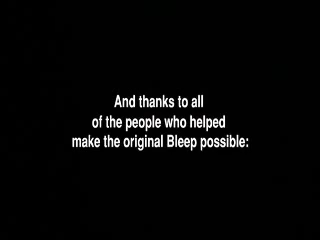 And thanks to all
of the people who helped
make the original Bleep possible: